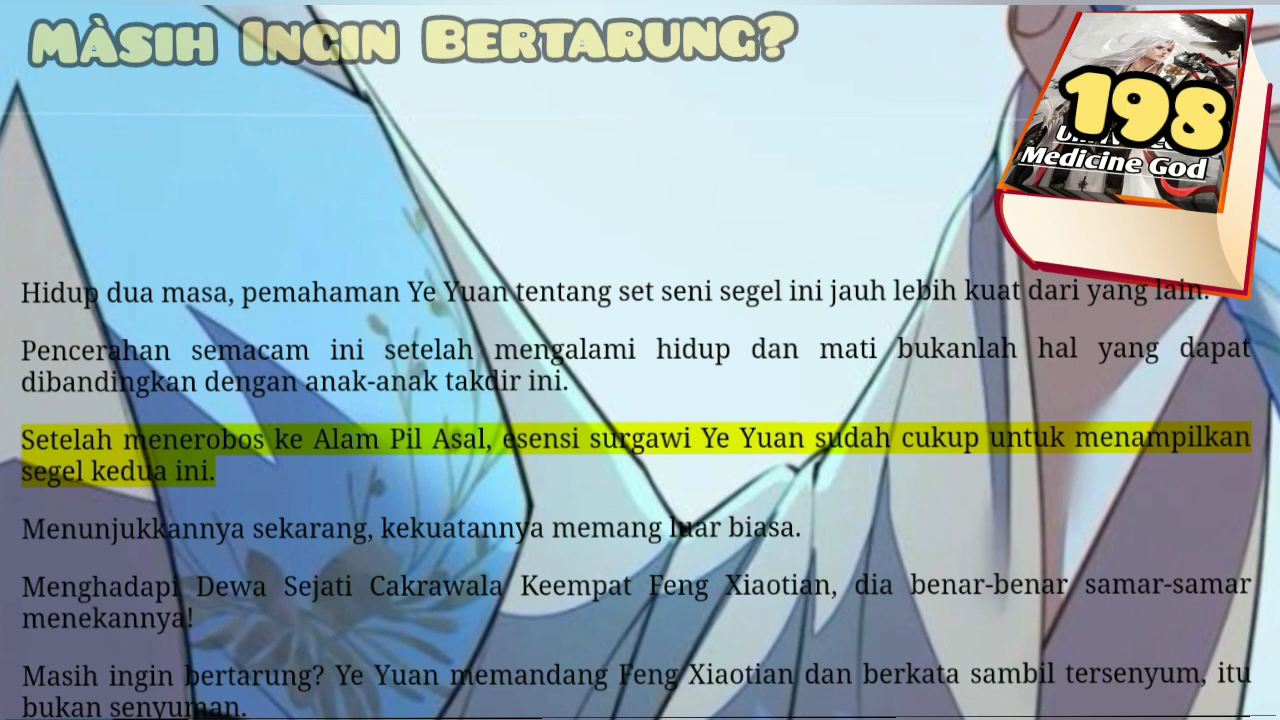 Màsih Ingin Bertarung?
198
Medicine God
Hidup dua masa, pemahaman Ye Yuan tentang set seni segel ini jauh lebih kuat dari yang lain.
Pencerahan semacam ini setelah mengalami hidup dan mati bukanlah hal yang dapat
dibandingkan dengan anak-anak takdir ini.
Setelah menerobos ke Alam Pil Asal, esensi surgawi Ye Yuan sudah cukup untuk menampilkan
segel kedua ini.
Menunjukkannya sekarang, kekuatannya memang luar biasa.
Menghadapi Dewa Sejati Cakrawala Keempat Feng Xiaotian, dia benar-benar samar-samar
menekannya!
Masih ingin bertarung? Ye Yuan memandang Feng Xiaotian dan berkata sambil tersenyum, itu
bukan senyuman.